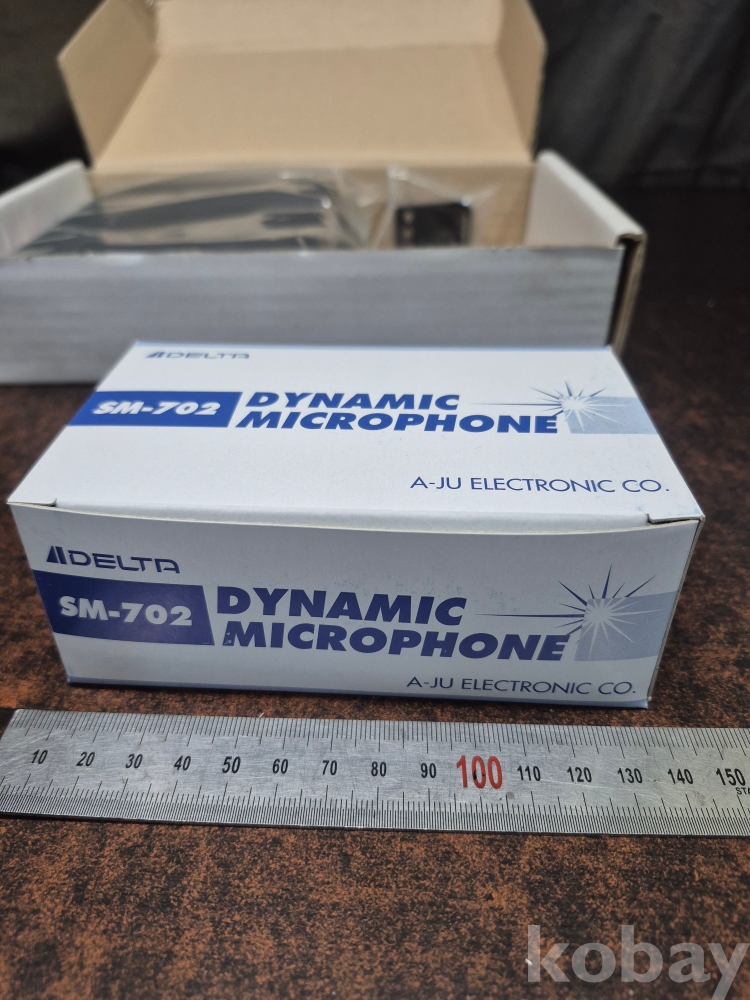 DELTA
SM-702 DYNAMIC
MICROPHONE
A-JU ELECTRONIC CO.
DELTA
SM-702 DYNAMIC
MICROPHONE
A-JU ELECTRONIC CO.
10 20 30 40 50 60 70 80 90 100 110 120 130 140 150
kobay